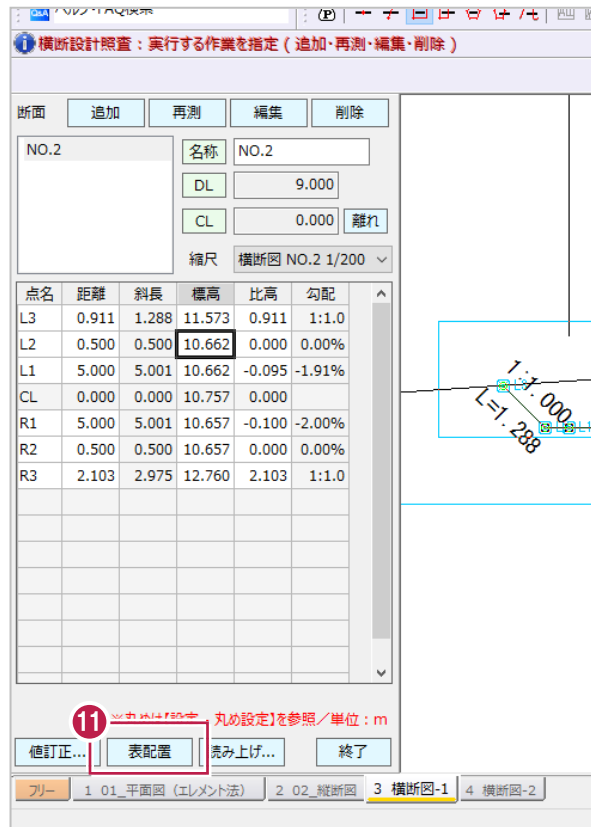 Q&A
横断設計照査：実行する作業を指定 ( 追加・再測・編集・削除 )
断面 追加 再測 編集 削除
NO.2
名称 NO.2
DL 9.000
CL 0.000 離れ
縮尺 横断図 NO.2 1/200
点名 距離 斜長 標高 比高 勾配
L3 0.911 1.288 11.573 0.911 1:1.0
L2 0.500 0.500 10.662 0.000 0.00%
L1 5.000 5.001 10.662 -0.095 -1.91%
CL 0.000 0.000 10.757 0.000
R1 5.000 5.001 10.657 -0.100 -2.00%
R2 0.500 0.500 10.657 0.000 0.00%
R3 2.103 2.975 12.760 2.103 1:1.0
1:1.000
L=1.288
11
丸め設定】を参照／単位：m
値訂正... 表配置 読み上げ... 終了
フリー 1 01_平面図 (エレメント法) 2 02_縦断図 3 横断図-1 4 横断図-2